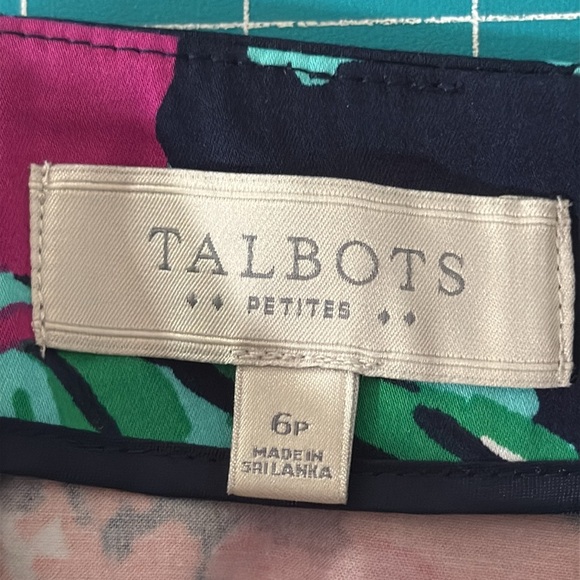 TALBOTS
PETITES
6P
MADE IN
SRI LANKA